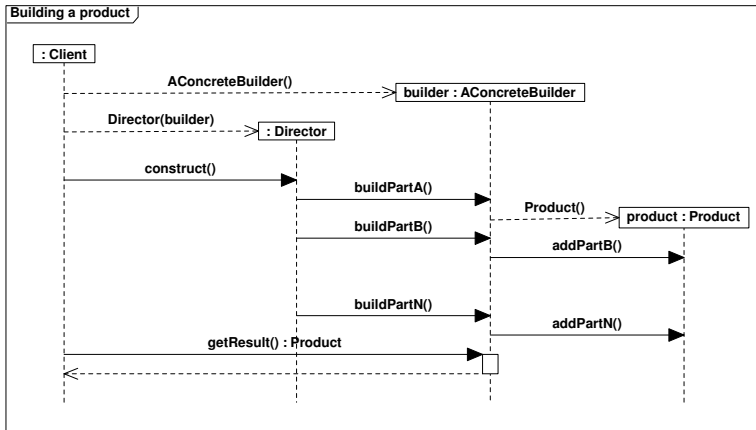 Building a product
: Client
AConcreteBuilder()
builder : AConcreteBuilder
Director(builder)
: Director
construct()
buildPartA()
Product()
product : Product
buildPartB()
addPartB()
buildPartN()
addPartN()
getResult() : Product